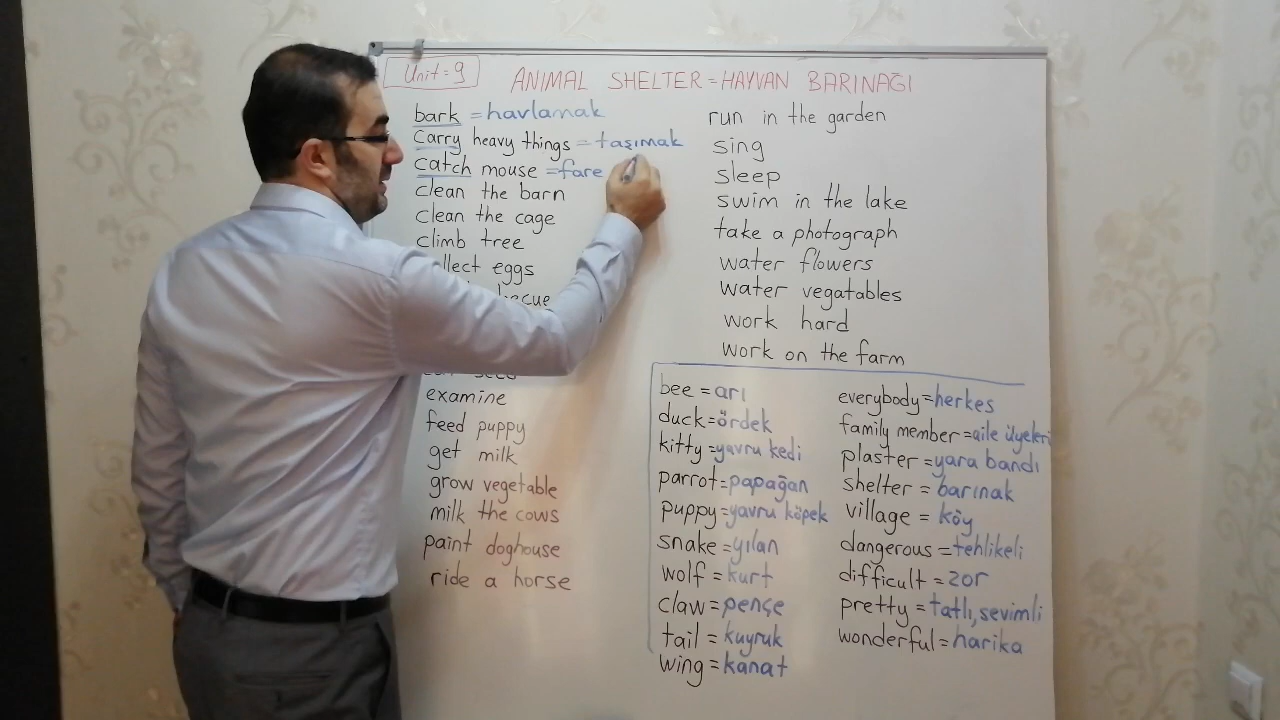 Unit=9
ANIMAL SHELTER=HAYVAN BARINAĞI
bark =havlamak
carry heavy things =taşımak
catch mouse =fare
clean the barn
clean the cage
climb tree
eggs
examine
feed puppy
get milk
grow vegetable
milk the cows
paint doghouse
ride a horse
run in the garden
sing
sleep
swim in the lake
take a photograph
water flowers
water vegatables
work hard
work on the farm
bee =arı
duck=ördek
kitty=yavru kedi
parrot=papağan
puppy=yavru köpek
snake=yılan
wolf=kurt
claw=pençe
tail =kuyruk
wing=kanat
everybody=herkes
family member=aile üyeleri
plaster=yara bandı
shelter=barınak
village = köy
dangerous=tehlikeli
difficult=zor
pretty=tatlı,sevimli
wonderful=harika